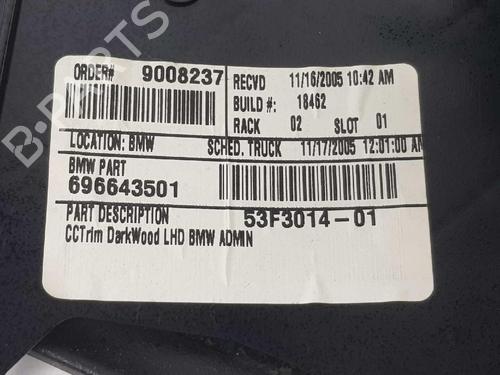 ORDER# 9008237
RECVD 11/16/2005 10:42 AM
BUILD #: 18462
RACK 02 SLOT 01
LOCATION: BMW SCHED. TRUCK 11/17/2005 12:01:00 AM
BMW PART
696643501
PART DESCRIPTION 53F3014-01
CCTrim DarkWood LHD BMW ADMIN